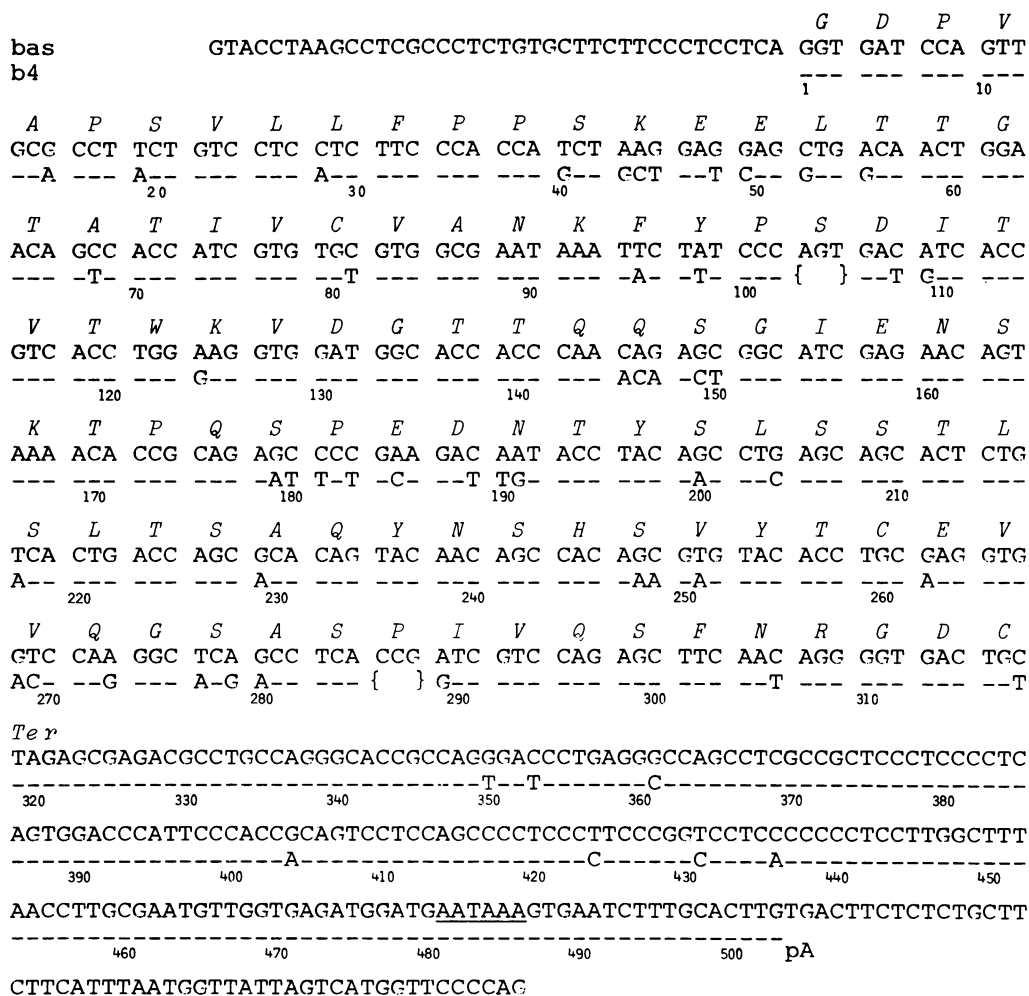 G D P V
bas GTACCTAAGCCTCGCCCTCTGTGCTTCTTCCCTCCTCA GGT GAT CCA GTT
b4 --- --- --- ---
1 10
A P S V L L F P P S K E E L T T G
GCG CCT TCT GTC CTC CTC TTC CCA CCA TCT AAG GAG GAG CTG ACA ACT GGA
--A --- A-- --- --- A-- --- --- --- G-- GCT --T C-- G-- G-- --- ---
20 30 40 50 60
T A T I V C V A N K F Y P S D I T
ACA GCC ACC ATC GTG TGC GTG GCG AAT AAA TTC TAT CCC AGT GAC ATC ACC
--- --T --- --- --- --T --- --- --- --- -A- -T- --- { } --T G-- ---
70 80 90 100 110
V T W K V D G T T Q Q S G I E N S
GTC ACC TGG AAG GTG GAT GGC ACC ACC CAA CAG AGC GGC ATC GAG AAC AGT
--- --- --- G-- --- --- --- --- --- --- ACA -CT --- --- --- --- ---
120 130 140 150 160
K T P Q S P E D N T Y S L S S T L
AAA ACA CCG CAG AGC CCC GAA GAC AAT ACC TAC AGC CTG AGC AGC ACT CTG
--- --- --- --- -AT T-T -C- --T TG- --- --- -A- C-- --- --- --- ---
170 180 190 200 210
S L T S A Q Y N S H S V Y T C E V
TCA CTG ACC AGC GCA CAG TAC AAC AGC CAC AGC GTG TAC ACC TGC GAG GTG
A-- --- --- --- A-- --- --- --- --- --- -AA -A- --- --- --- A-- ---
220 230 240 250 260
V Q G S A S P I V Q S F N R G D C
GTC CAA GGC TCA GCC TCA CCG ATC GTC CAG AGC TTC AAC AGG GGT GAC TGC
AC- --G --- A-G A-- --- { } G-- --- --- --- --- --T --- --- --- --T
270 280 290 300 310
Ter
TAGAGCGAGACGCCTGCCAGGGCACCGCCAGGGACCCTGAGGGCCAGCCTCGCCGCTCCCTCCCCTC
-------------------------------T--T-------C------------------------
320 330 340 350 360 370 380
AGTGGACCCATTCCCACCGCAGTCCTCCAGCCCCTCCCTTCCCGGTCCTCCCCCCCTCCTTGGCTTT
------------------A-------------------C------C----A----------------
390 400 410 420 430 440 452
AACCTTGCGAATGTTGGTGAGATGGATGAATAAAGTGAATCTTTGCACTTGTGACTTCTCTCTGCTT
--------------------------------------------------- pA
460 470 480 490 500
CTTCATTTAATGGTTATTAGTCATGGTTCCCCAG